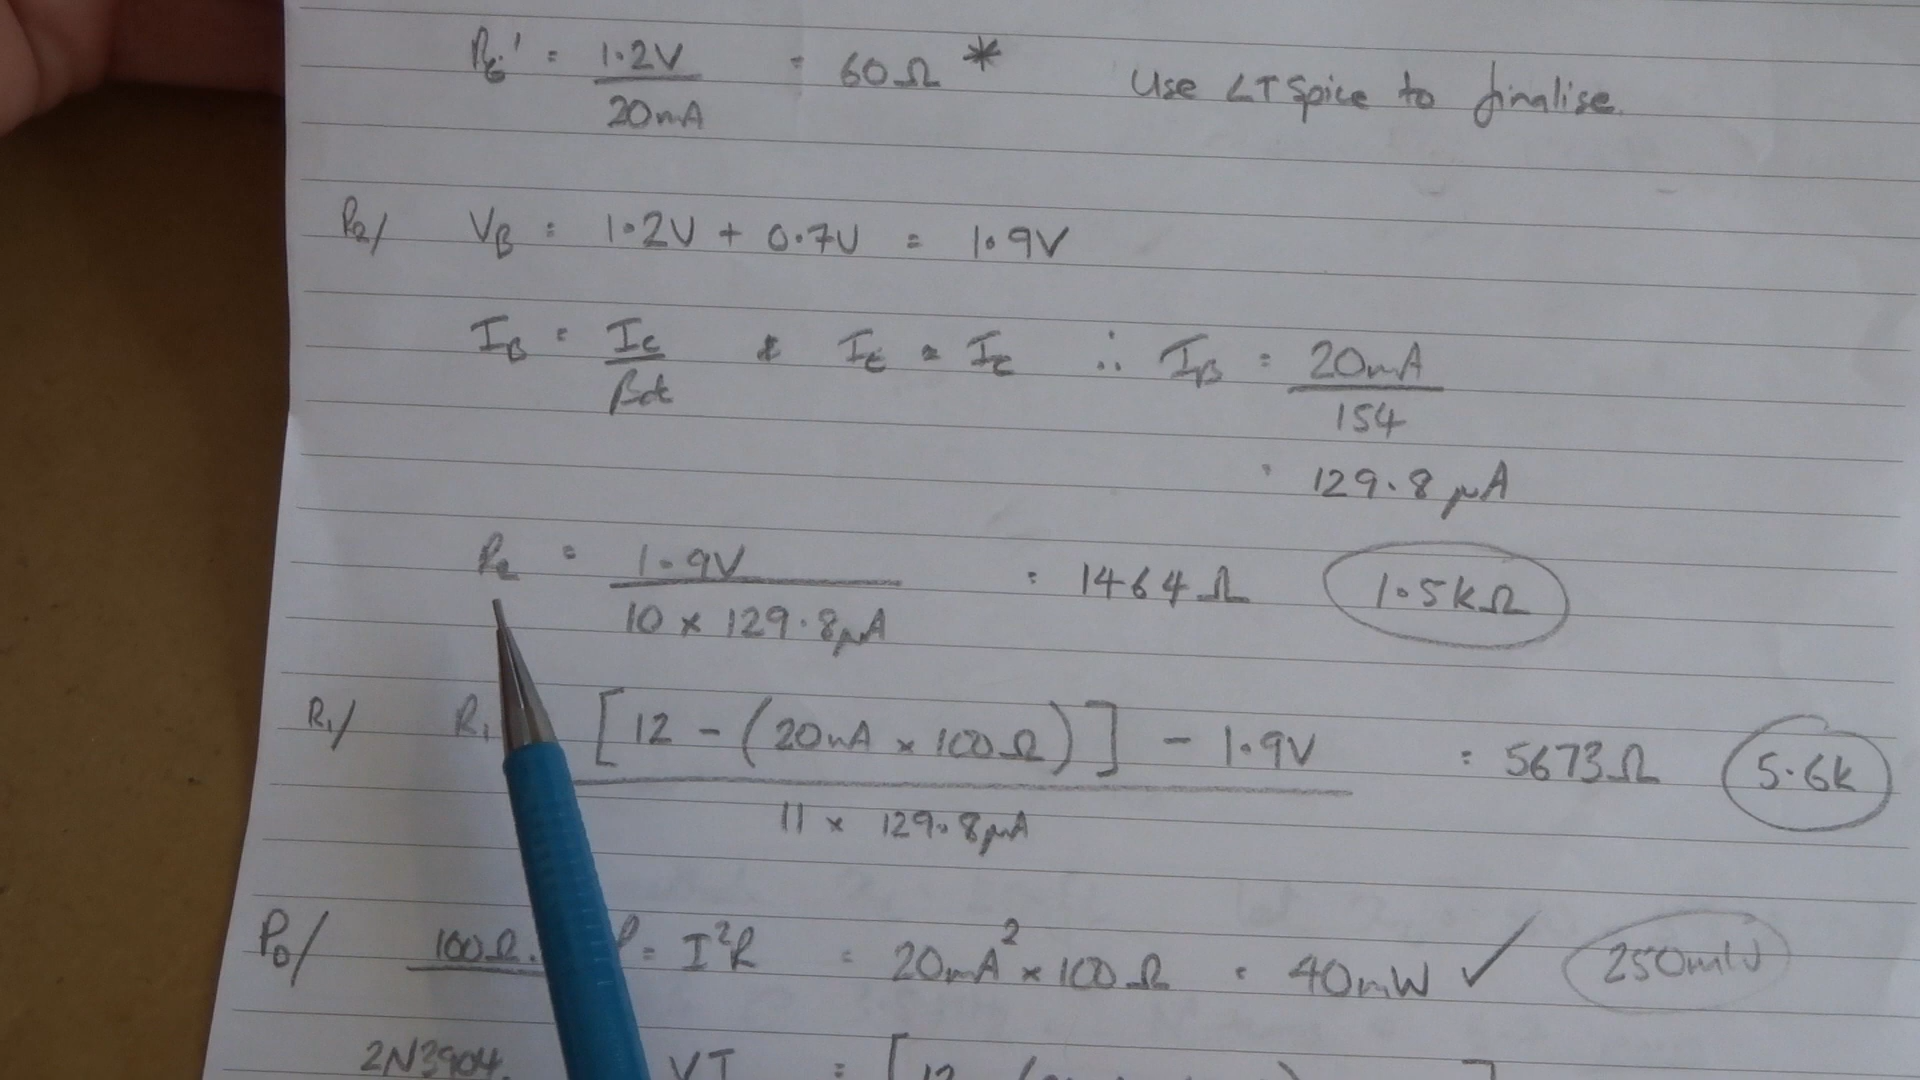 RE' = 1.2V / 20mA = 60Ω * Use LTSpice to finalise.
R2/ VB = 1.2V + 0.7V = 1.9V
IB = IC / βdc & IE ≈ IC ∴ IB = 20mA / 154
= 129.8μA
R2 = 1.9V / 10 × 129.8μA = 1464Ω 1.5kΩ
R1/ R1 [12 - (20mA × 100Ω)] - 1.9V / 11 × 129.8μA = 5673Ω 5.6k
PD/ 100Ω. P = I²R = 20mA² × 100Ω = 40mW ✓ 250mW
2N3904. = [12